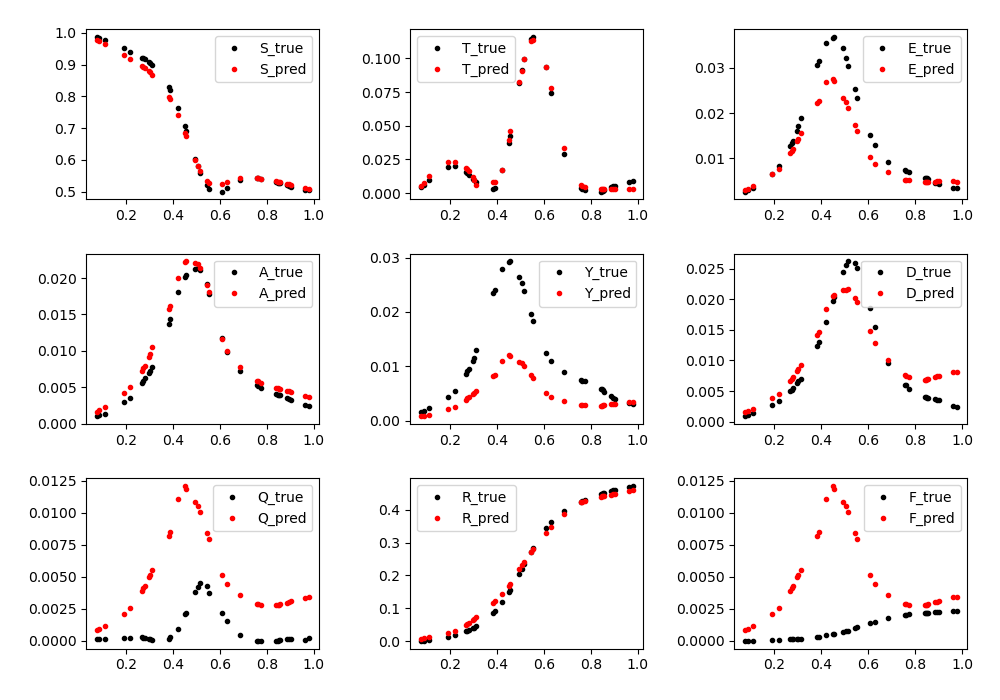 1.0
0.9
0.8
0.7
0.6
0.5
0.2 0.4 0.6 0.8 1.0
S_true
S_pred
0.100
0.075
0.050
0.025
0.000
0.2 0.4 0.6 0.8 1.0
T_true
T_pred
0.03
0.02
0.01
0.2 0.4 0.6 0.8 1.0
E_true
E_pred
0.020
0.015
0.010
0.005
0.000
0.2 0.4 0.6 0.8 1.0
A_true
A_pred
0.03
0.02
0.01
0.00
0.2 0.4 0.6 0.8 1.0
Y_true
Y_pred
0.025
0.020
0.015
0.010
0.005
0.000
0.2 0.4 0.6 0.8 1.0
D_true
D_pred
0.0125
0.0100
0.0075
0.0050
0.0025
0.0000
0.2 0.4 0.6 0.8 1.0
Q_true
Q_pred
0.4
0.3
0.2
0.1
0.0
0.2 0.4 0.6 0.8 1.0
R_true
R_pred
0.0125
0.0100
0.0075
0.0050
0.0025
0.0000
0.2 0.4 0.6 0.8 1.0
F_true
F_pred